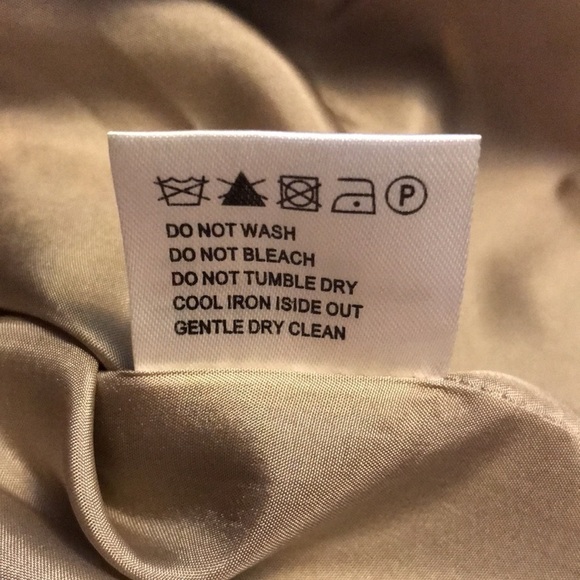 P
DO NOT WASH
DO NOT BLEACH
DO NOT TUMBLE DRY
COOL IRON ISIDE OUT
GENTLE DRY CLEAN